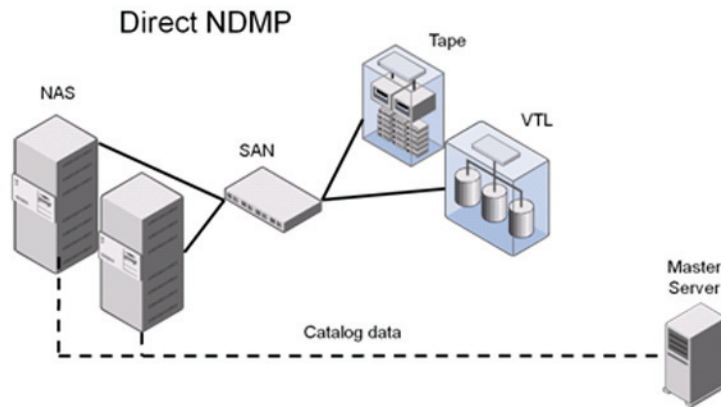 Direct NDMP
Tape
NAS
VTL
SAN
Master
Server
Catalog data